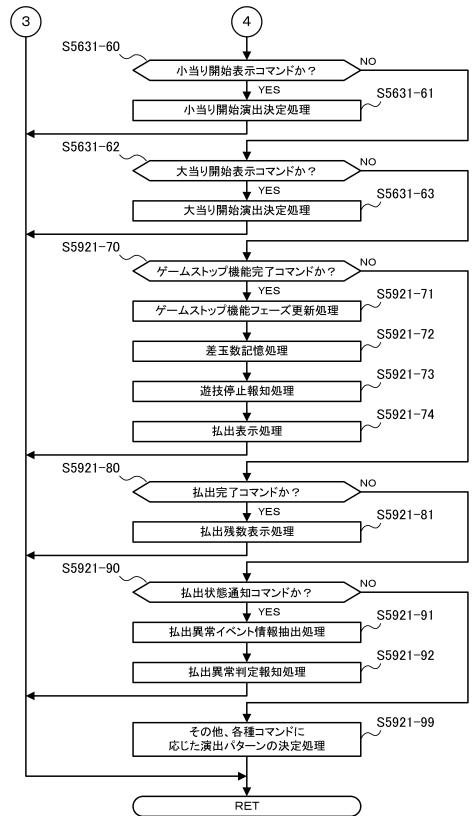 3
4
S5631-60
小当り開始表示コマンドか？
NO
YES
S5631-61
小当り開始演出決定処理
S5631-62
大当り開始表示コマンドか？
NO
YES
S5631-63
大当り開始演出決定処理
S5921-70
ゲームストップ機能完了コマンドか？
NO
YES
S5921-71
ゲームストップ機能フェーズ更新処理
S5921-72
差玉数記憶処理
S5921-73
遊技停止報知処理
S5921-74
払出表示処理
S5921-80
払出完了コマンドか？
NO
YES
S5921-81
払出残数表示処理
S5921-90
払出状態通知コマンドか？
NO
YES
S5921-91
払出異常イベント情報抽出処理
S5921-92
払出異常判定報知処理
S5921-99
その他、各種コマンドに
応じた演出パターンの決定処理
RET